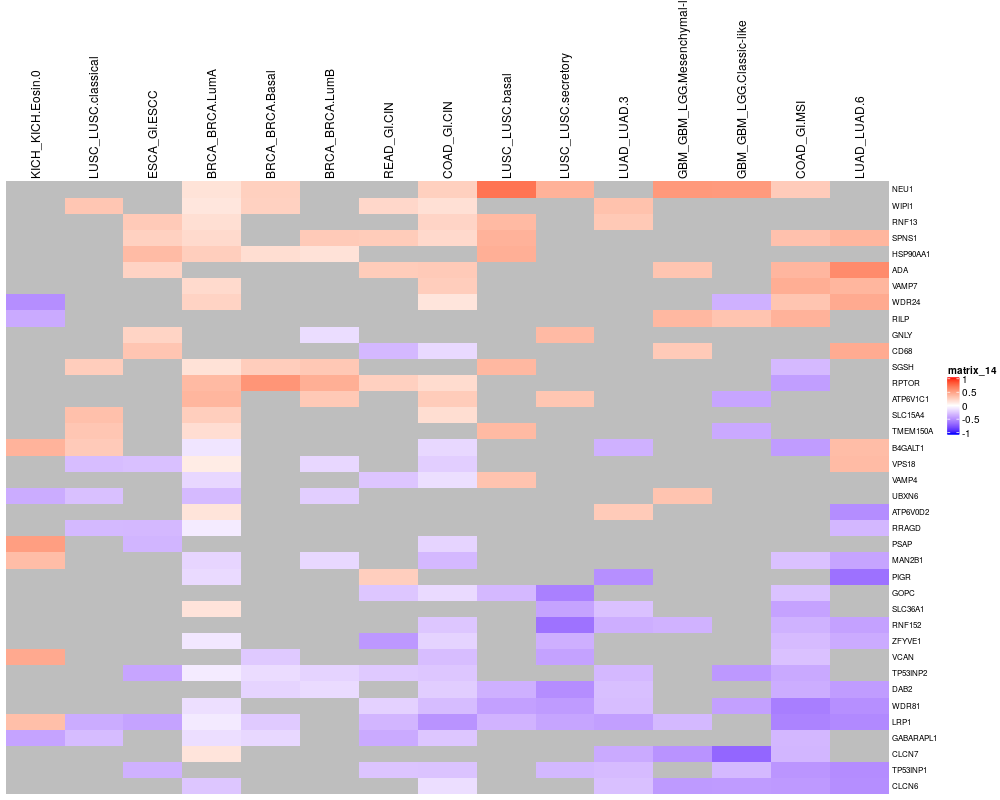 KICH_KICH.Eosin.0
LUSC_LUSC.classical
ESCA_GI.ESCC
BRCA_BRCA.LumA
BRCA_BRCA.Basal
BRCA_BRCA.LumB
READ_GI.CIN
COAD_GI.CIN
LUSC_LUSC.basal
LUSC_LUSC.secretory
LUAD_LUAD.3
GBM_GBM_LGG.Mesenchymal-l
GBM_GBM_LGG.Classic-like
COAD_GI.MSI
LUAD_LUAD.6
NEU1
WIPI1
RNF13
SPNS1
HSP90AA1
ADA
VAMP7
WDR24
RILP
GNLY
CD68
SGSH
RPTOR
ATP6V1C1
SLC15A4
TMEM150A
B4GALT1
VPS18
VAMP4
UBXN6
ATP6V0D2
RRAGD
PSAP
MAN2B1
PIGR
GOPC
SLC36A1
RNF152
ZFYVE1
VCAN
TP53INP2
DAB2
WDR81
LRP1
GABARAPL1
CLCN7
TP53INP1
CLCN6
matrix_14
1
0.5
0
-0.5
-1